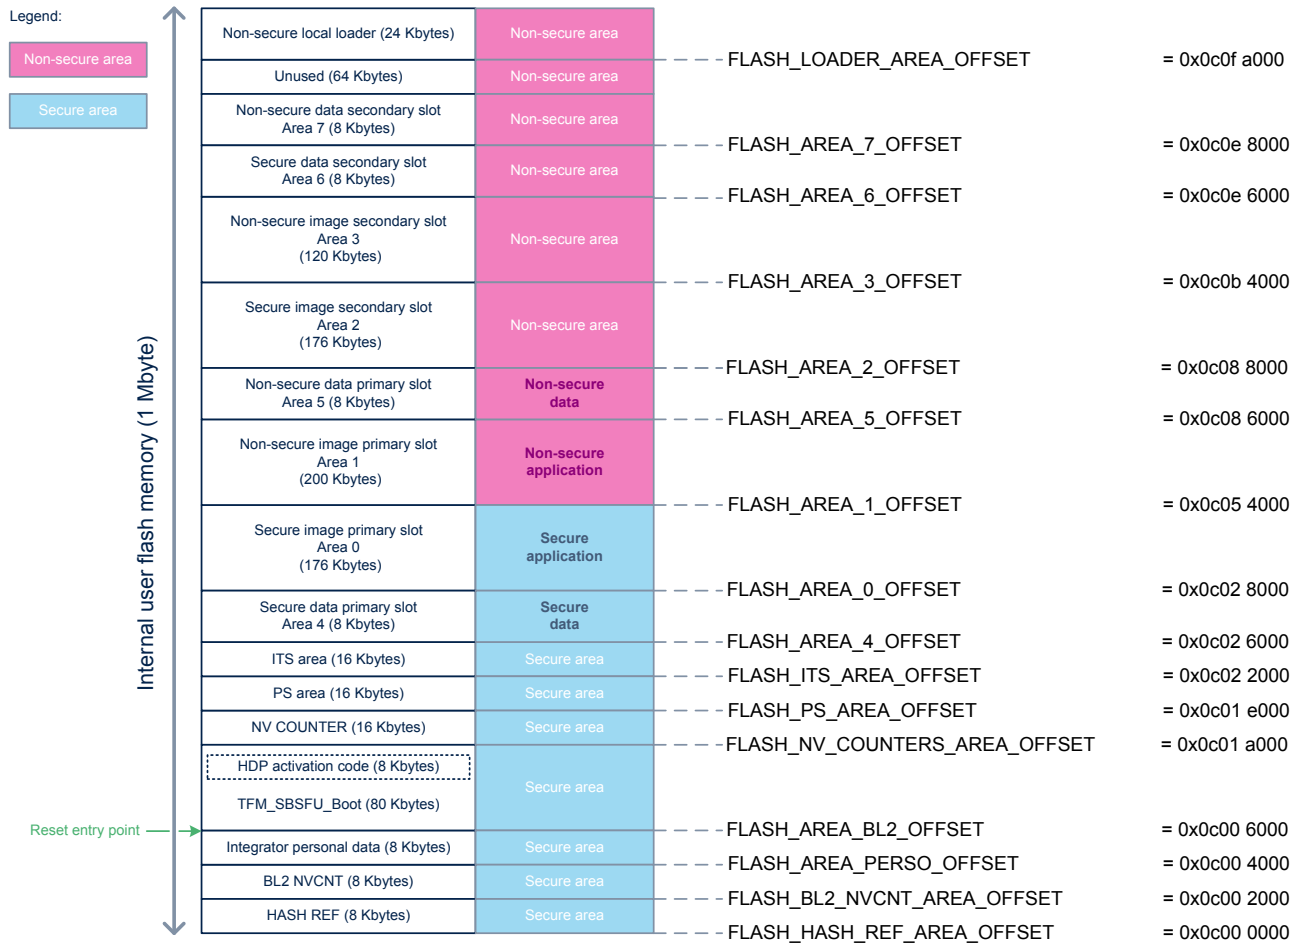 Legend:
Non-secure area
Secure area
Internal user flash memory (1 Mbyte)
Reset entry point
Non-secure local loader (24 Kbytes)
Non-secure area
FLASH_LOADER_AREA_OFFSET = 0x0c0f a000
Unused (64 Kbytes)
Non-secure area
Non-secure data secondary slot
Area 7 (8 Kbytes)
Non-secure area
FLASH_AREA_7_OFFSET = 0x0c0e 8000
Secure data secondary slot
Area 6 (8 Kbytes)
Non-secure area
FLASH_AREA_6_OFFSET = 0x0c0e 6000
Non-secure image secondary slot
Area 3
(120 Kbytes)
Non-secure area
FLASH_AREA_3_OFFSET = 0x0c0b 4000
Secure image secondary slot
Area 2
(176 Kbytes)
Non-secure area
FLASH_AREA_2_OFFSET = 0x0c08 8000
Non-secure data primary slot
Area 5 (8 Kbytes)
Non-secure
data
FLASH_AREA_5_OFFSET = 0x0c08 6000
Non-secure image primary slot
Area 1
(200 Kbytes)
Non-secure
application
FLASH_AREA_1_OFFSET = 0x0c05 4000
Secure image primary slot
Area 0
(176 Kbytes)
Secure
application
FLASH_AREA_0_OFFSET = 0x0c02 8000
Secure data primary slot
Area 4 (8 Kbytes)
Secure
data
FLASH_AREA_4_OFFSET = 0x0c02 6000
ITS area (16 Kbytes)
Secure area
FLASH_ITS_AREA_OFFSET = 0x0c02 2000
PS area (16 Kbytes)
Secure area
FLASH_PS_AREA_OFFSET = 0x0c01 e000
NV COUNTER (16 Kbytes)
Secure area
FLASH_NV_COUNTERS_AREA_OFFSET = 0x0c01 a000
HDP activation code (8 Kbytes)
TFM_SBSFU_Boot (80 Kbytes)
Secure area
FLASH_AREA_BL2_OFFSET = 0x0c00 6000
Integrator personal data (8 Kbytes)
Secure area
FLASH_AREA_PERSO_OFFSET = 0x0c00 4000
BL2 NVCNT (8 Kbytes)
Secure area
FLASH_BL2_NVCNT_AREA_OFFSET = 0x0c00 2000
HASH REF (8 Kbytes)
Secure area
FLASH_HASH_REF_AREA_OFFSET = 0x0c00 0000